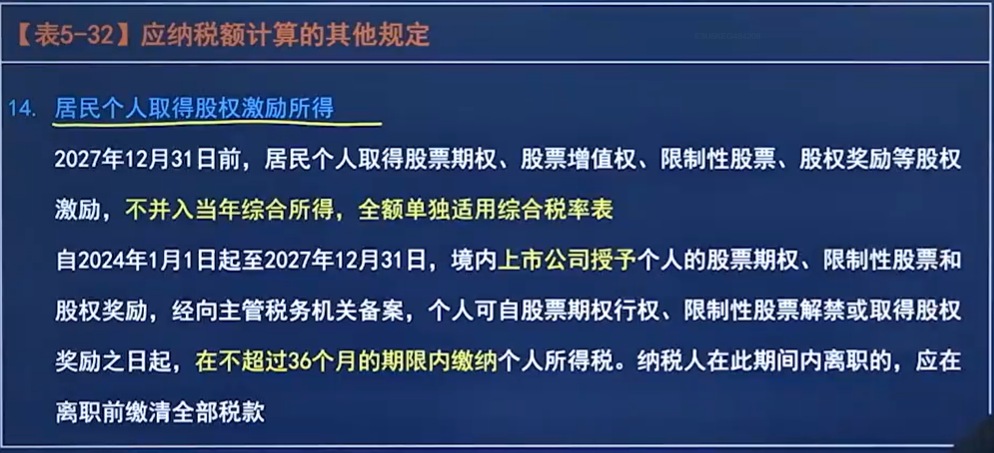 【表5-32】应纳税额计算的其他规定
14. 居民个人取得股权激励所得
2027年12月31日前，居民个人取得股票期权、股票增值权、限制性股票、股权奖励等股权
激励，不并入当年综合所得，全额单独适用综合税率表
自2024年1月1日起至2027年12月31日，境内上市公司授予个人的股票期权、限制性股票和
股权奖励，经向主管税务机关备案，个人可自股票期权行权、限制性股票解禁或取得股权
奖励之日起，在不超过36个月的期限内缴纳个人所得税。纳税人在此期间内离职的，应在
离职前缴清全部税款